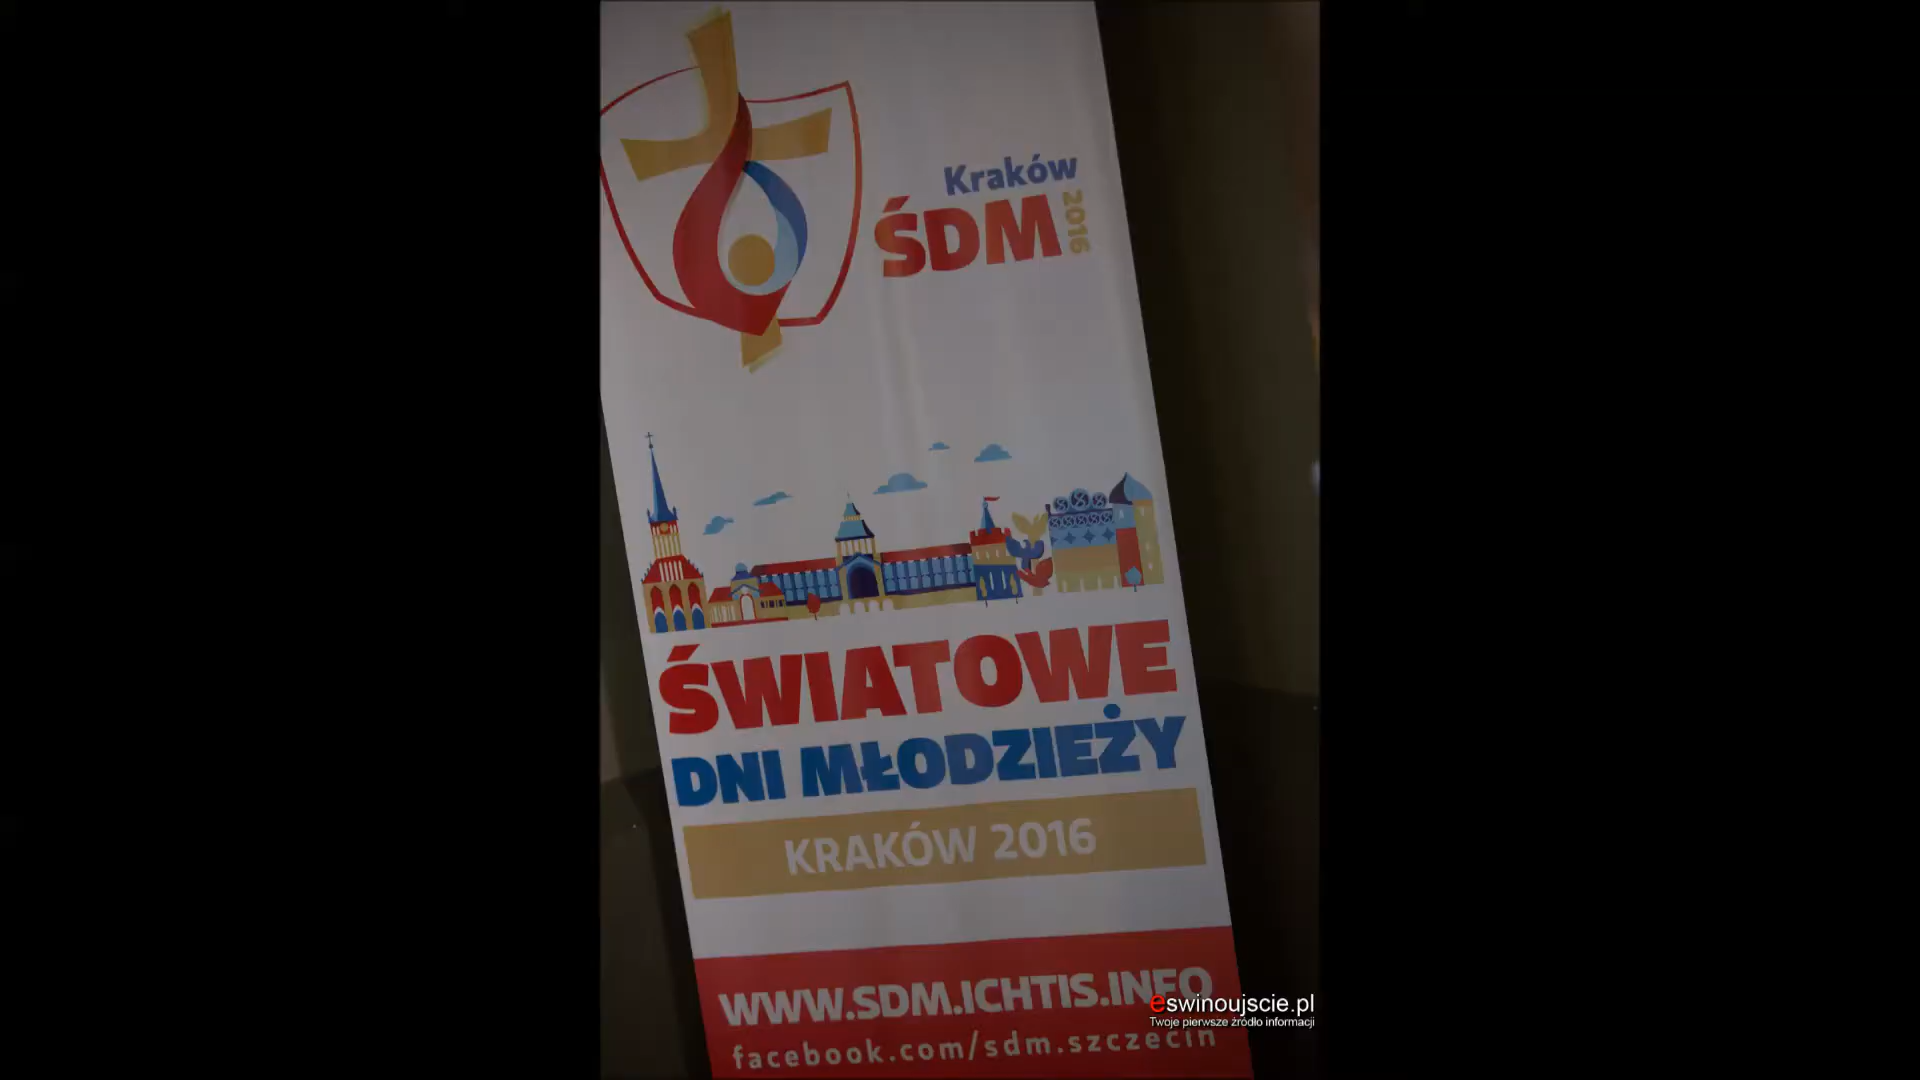 Kraków
ŚDM
2016
ŚWIATOWE
DNI MŁODZIEŻY
KRAKÓW 2016
WWW.SDM.ICHTIS.INFO
facebook.com/sdm.szczecin
eswinoujscie.pl
Twoje pierwsze źródło informacji